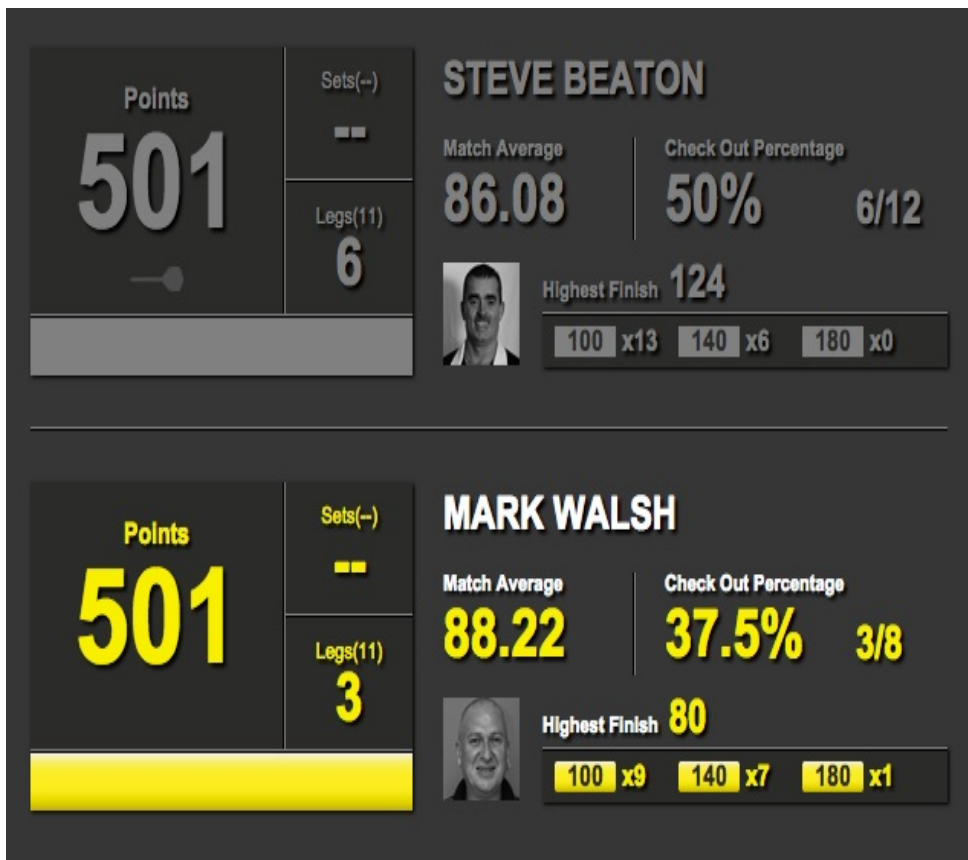 STEVE BEATON
Points
501
Sets(--)
--
Legs(11)
6
Match Average
86.08
Check Out Percentage
50% 6/12
Highest Finish 124
100 x13 140 x6 180 x0
MARK WALSH
Points
501
Sets(--)
--
Legs(11)
3
Match Average
88.22
Check Out Percentage
37.5% 3/8
Highest Finish 80
100 x9 140 x7 180 x1